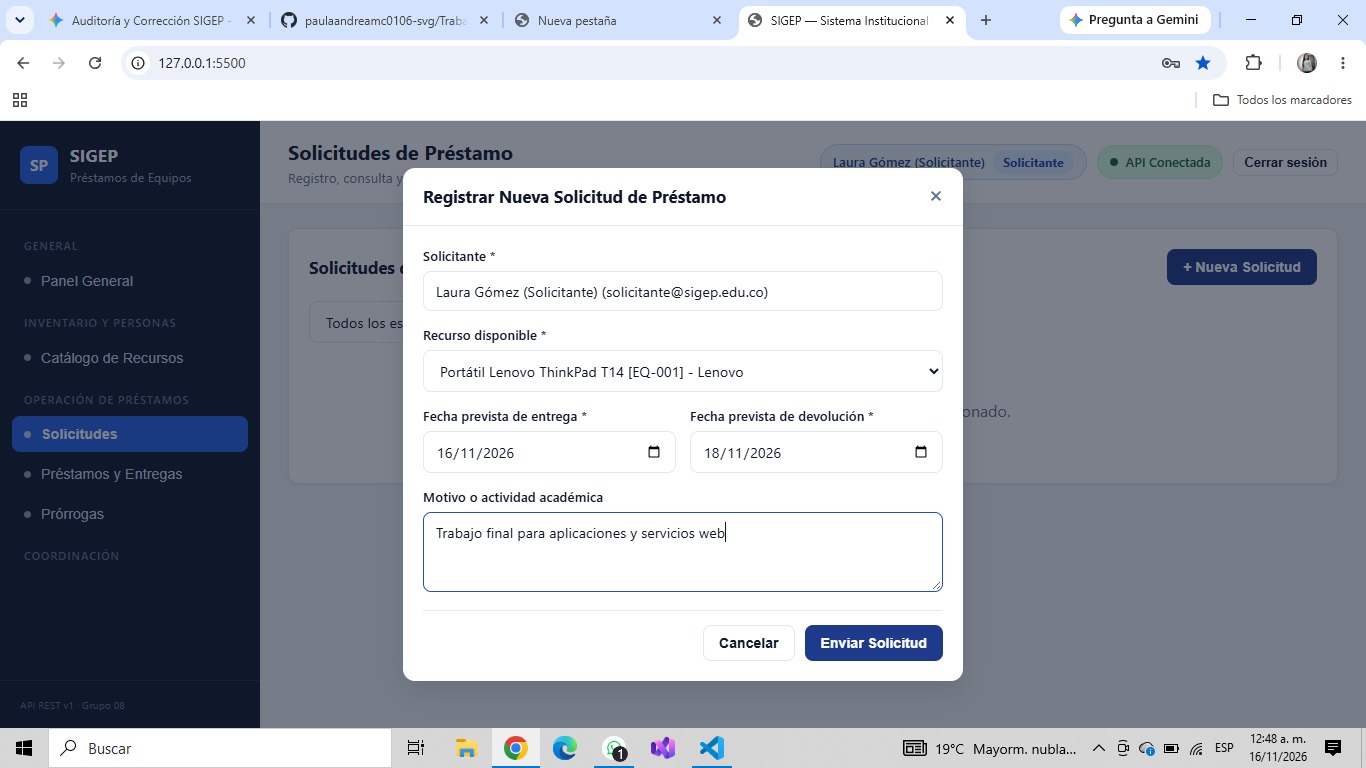 Auditoría y Corrección SIGEP -
paulaandreamc0106-svg/Traba
Nueva pestaña
SIGEP — Sistema Institucional
Pregunta a Gemini
127.0.0.1:5500
Todos los marcadores
SP
SIGEP
Préstamos de Equipos
GENERAL
Panel General
INVENTARIO Y PERSONAS
Catálogo de Recursos
OPERACIÓN DE PRÉSTAMOS
Solicitudes
Préstamos y Entregas
Prórrogas
COORDINACIÓN
API REST v1 · Grupo 08
Solicitudes de Préstamo
Registro, consulta y
Laura Gómez (Solicitante) Solicitante
API Conectada
Cerrar sesión
Solicitudes
+ Nueva Solicitud
Todos los es
onado.
Registrar Nueva Solicitud de Préstamo
Solicitante *
Laura Gómez (Solicitante) (solicitante@sigep.edu.co)
Recurso disponible *
Portátil Lenovo ThinkPad T14 [EQ-001] - Lenovo
Fecha prevista de entrega *
Fecha prevista de devolución *
16/11/2026
18/11/2026
Motivo o actividad académica
Trabajo final para aplicaciones y servicios web
Cancelar
Enviar Solicitud
Buscar
1
19°C Mayorm. nubla...
ESP
12:48 a. m.
16/11/2026